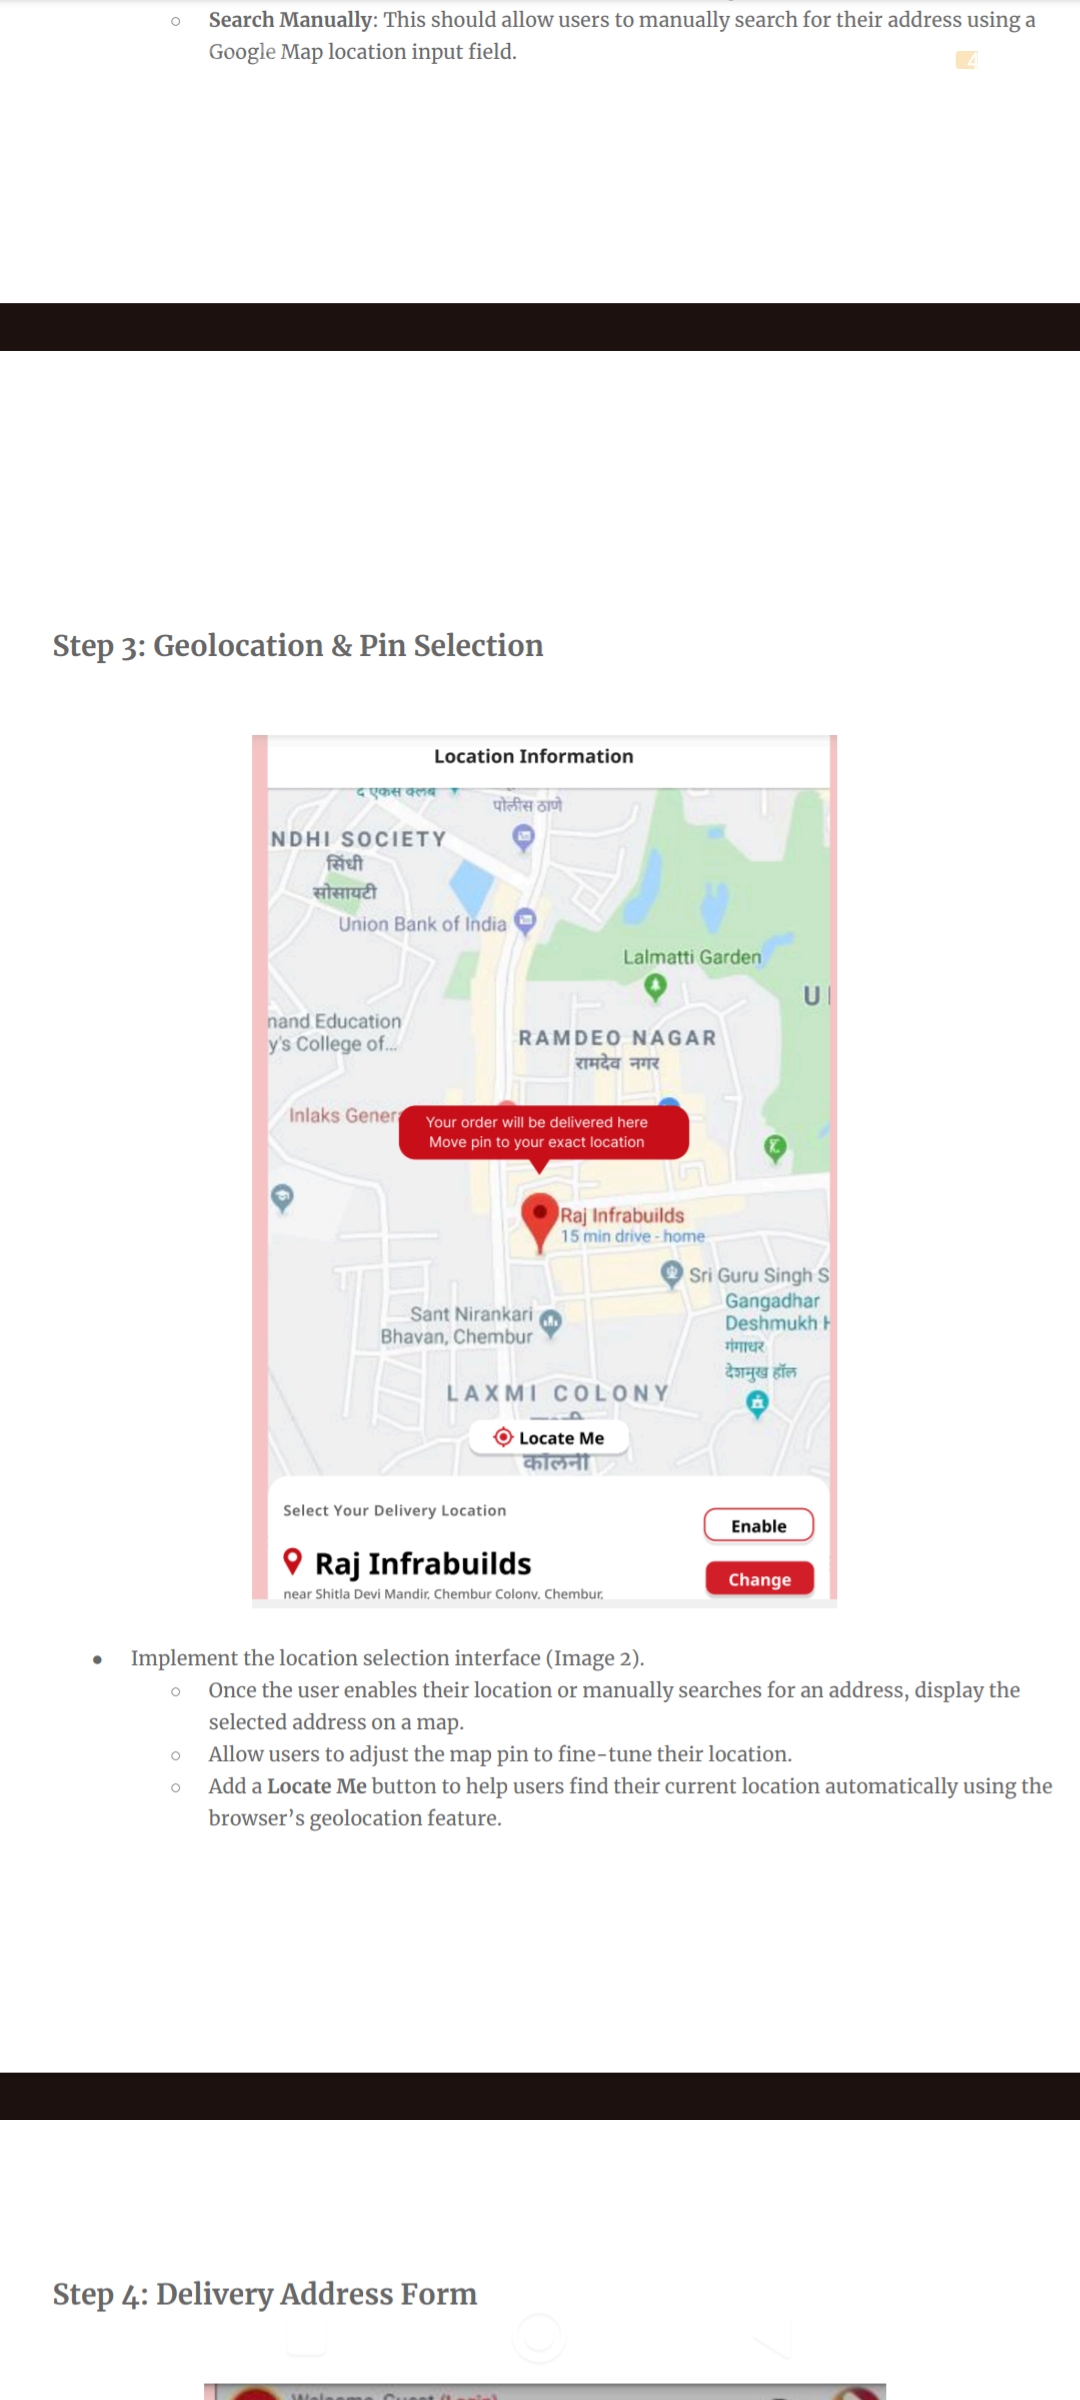 Search Manually: This should allow users to manually search for their address using a
Google Map location input field.
Step 3: Geolocation & Pin Selection
Location Information
द एकर्स क्लब
पोलीस ठाणे
NDHI SOCIETY
सिंधी
सोसायटी
Union Bank of India
Lalmatti Garden
U
nand Education
y's College of...
RAMDEO NAGAR
रामदेव नगर
Inlaks Gener
Your order will be delivered here
Move pin to your exact location
Raj Infrabuilds
15 min drive - home
Sri Guru Singh S
Gangadhar
Deshmukh H
गंगाधर
देशमुख हॉल
Sant Nirankari
Bhavan, Chembur
LAXMI COLONY
Locate Me
कॉलनी
Select Your Delivery Location
Enable
Raj Infrabuilds
Change
near Shitla Devi Mandir, Chembur Colony, Chembur,
Implement the location selection interface (Image 2).
Once the user enables their location or manually searches for an address, display the
selected address on a map.
Allow users to adjust the map pin to fine-tune their location.
Add a Locate Me button to help users find their current location automatically using the
browser's geolocation feature.
Step 4: Delivery Address Form
Welcome, Guest (Login)